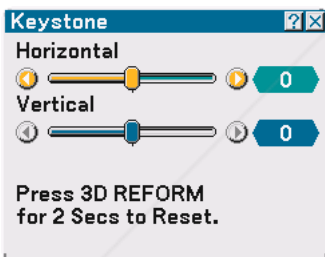 Keystone ? X
Horizontal
0
Vertical
0
Press 3D REFORM
for 2 Secs to Reset.